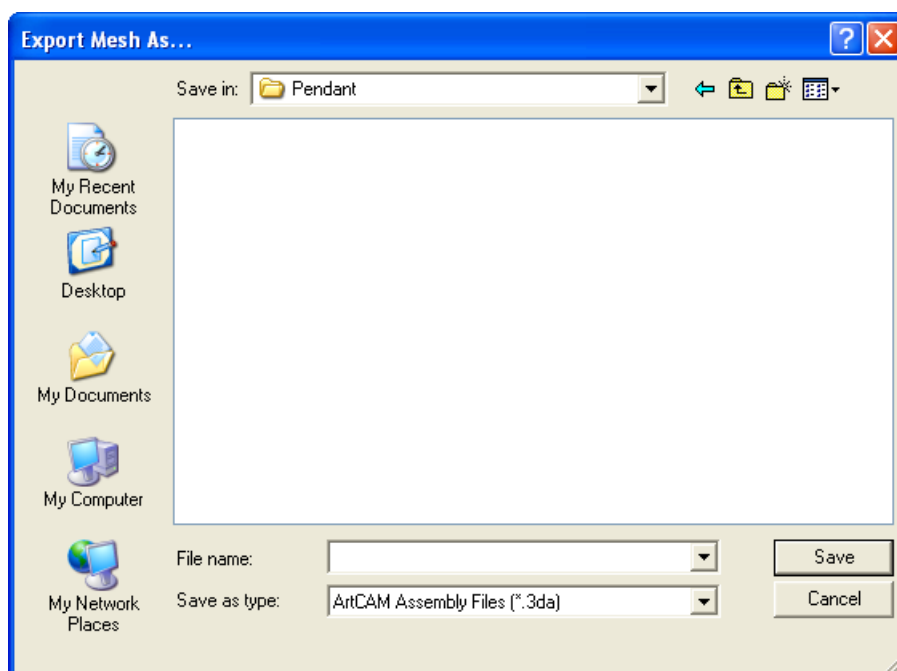 Export Mesh As...
Save in: Pendant
My Recent
Documents
Desktop
My Documents
My Computer
My Network
Places
File name:
Save
Save as type: ArtCAM Assembly Files (*.3da)
Cancel